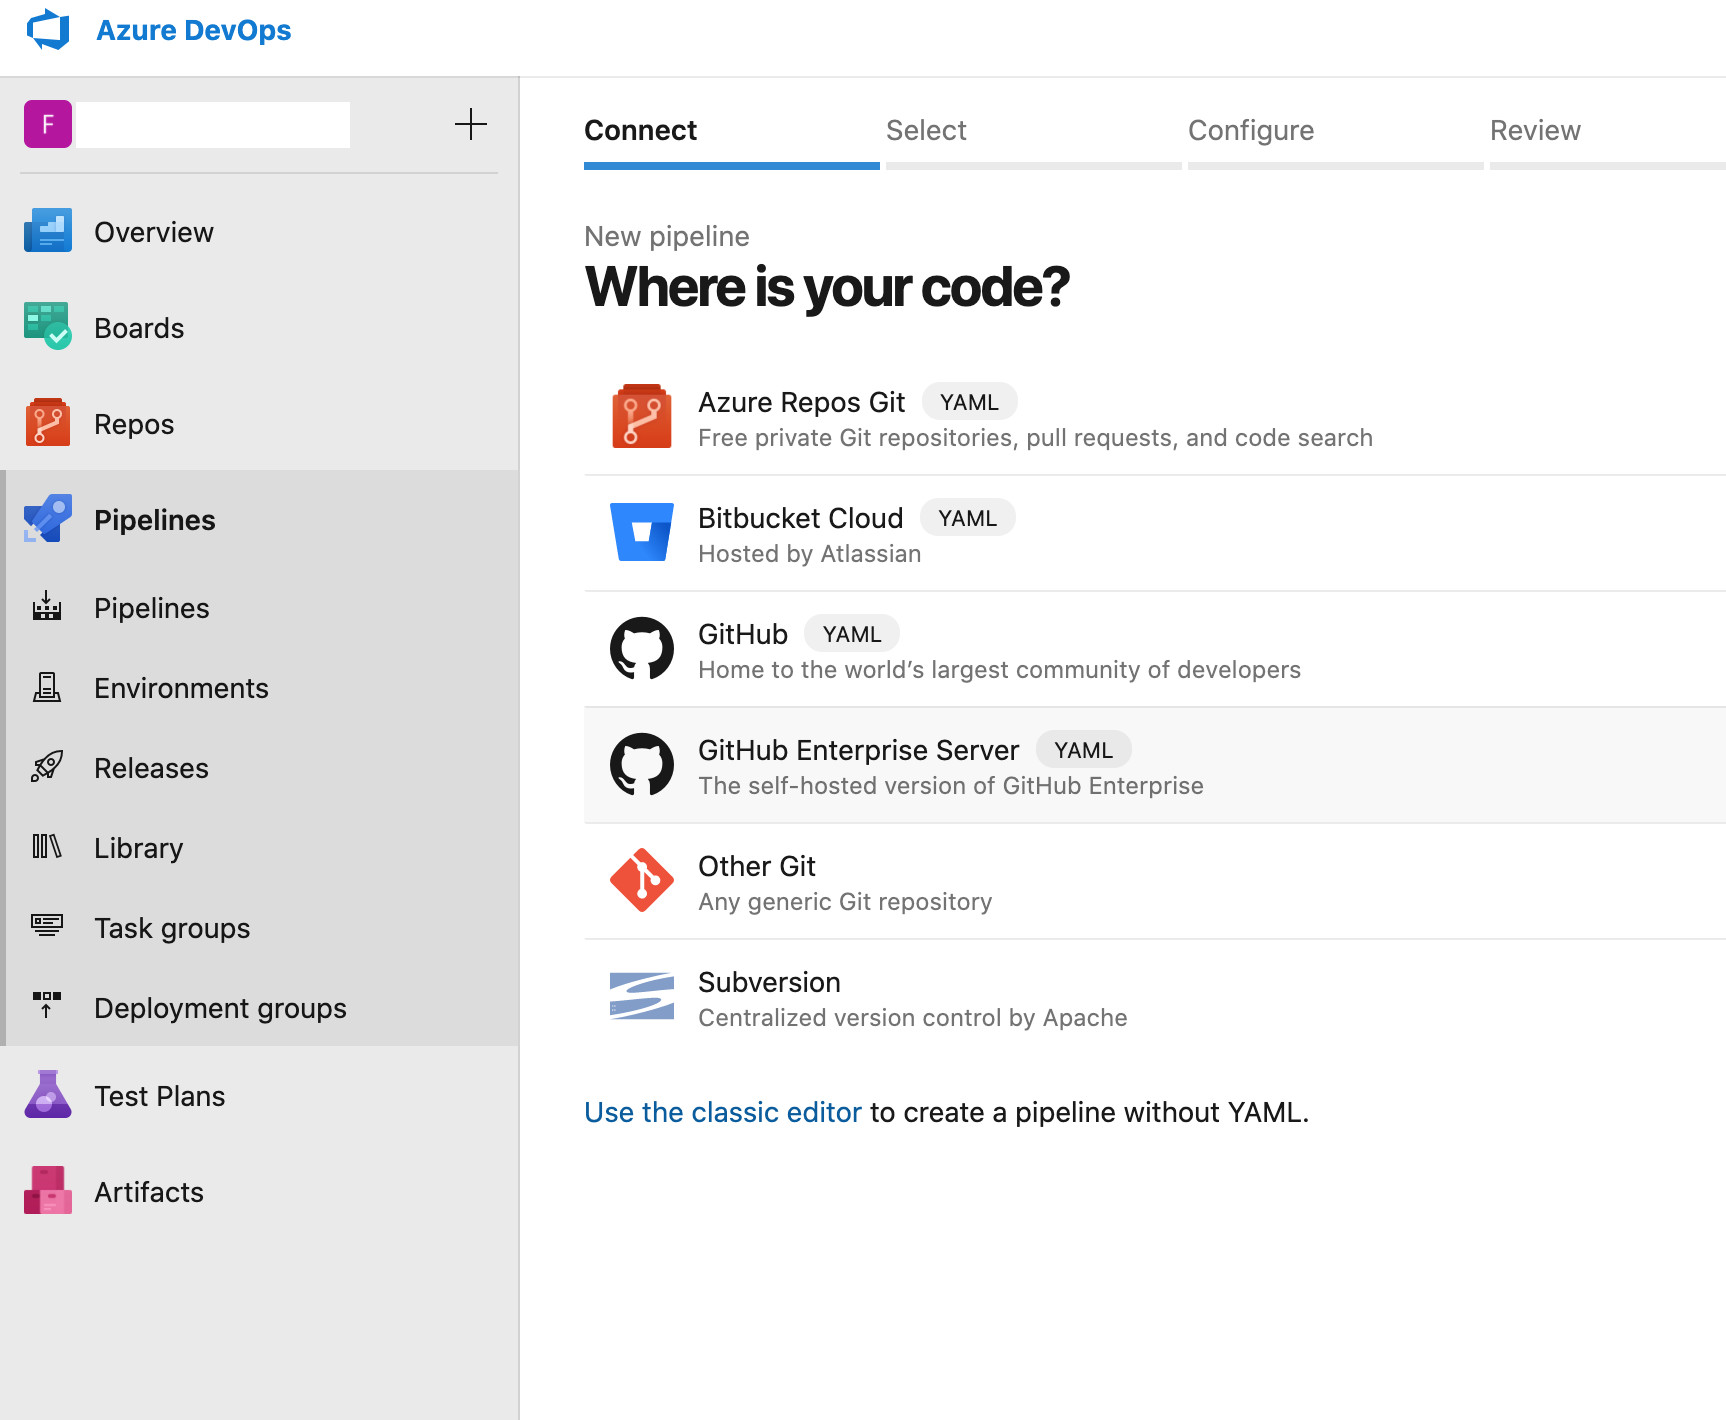 Azure DevOps
F
Overview
Boards
Repos
Pipelines
Pipelines
Environments
Releases
Library
Task groups
Deployment groups
Test Plans
Artifacts
Connect
Select
Configure
Review
New pipeline
Where is your code?
Azure Repos Git YAML
Free private Git repositories, pull requests, and code search
Bitbucket Cloud YAML
Hosted by Atlassian
GitHub YAML
Home to the world’s largest community of developers
GitHub Enterprise Server YAML
The self-hosted version of GitHub Enterprise
Other Git
Any generic Git repository
Subversion
Centralized version control by Apache
Use the classic editor to create a pipeline without YAML.